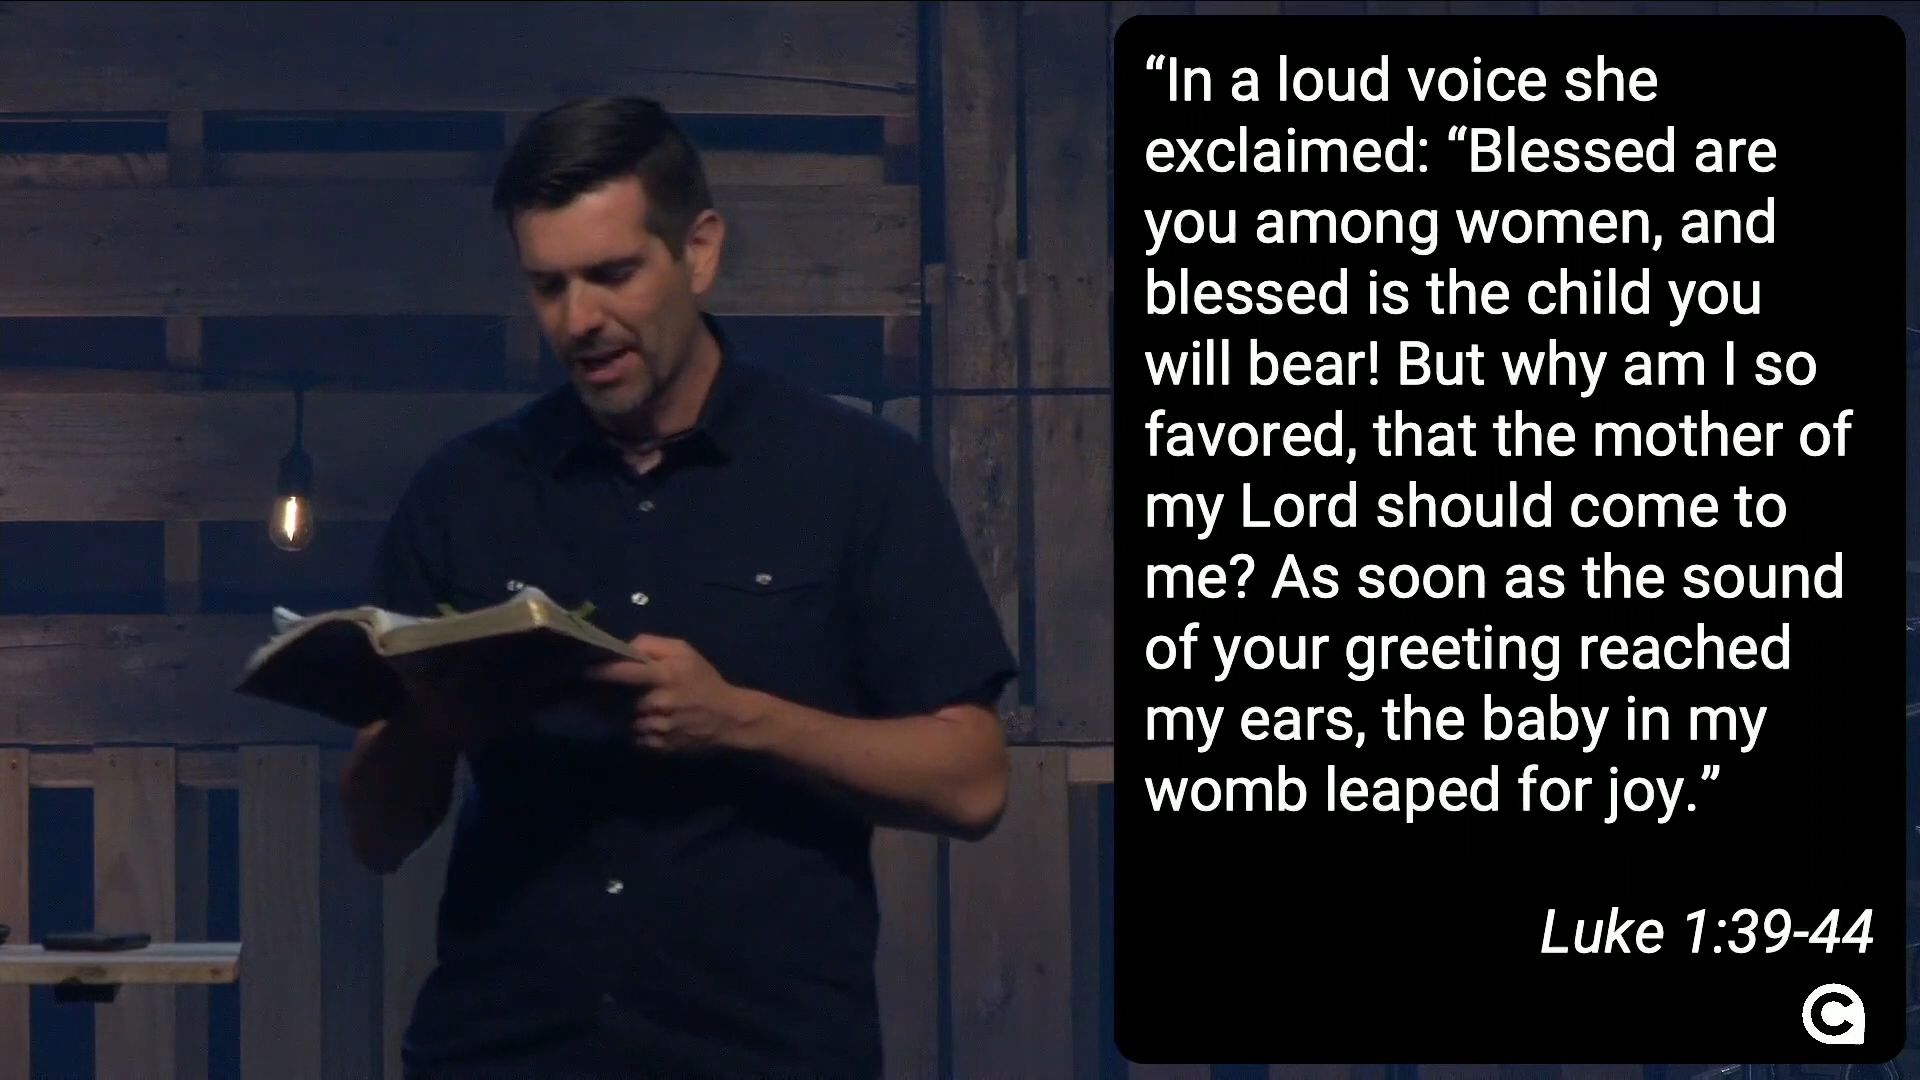 “In a loud voice she
exclaimed: “Blessed are
you among women, and
blessed is the child you
will bear! But why am I so
favored, that the mother of
my Lord should come to
me? As soon as the sound
of your greeting reached
my ears, the baby in my
womb leaped for joy.”
Luke 1:39-44